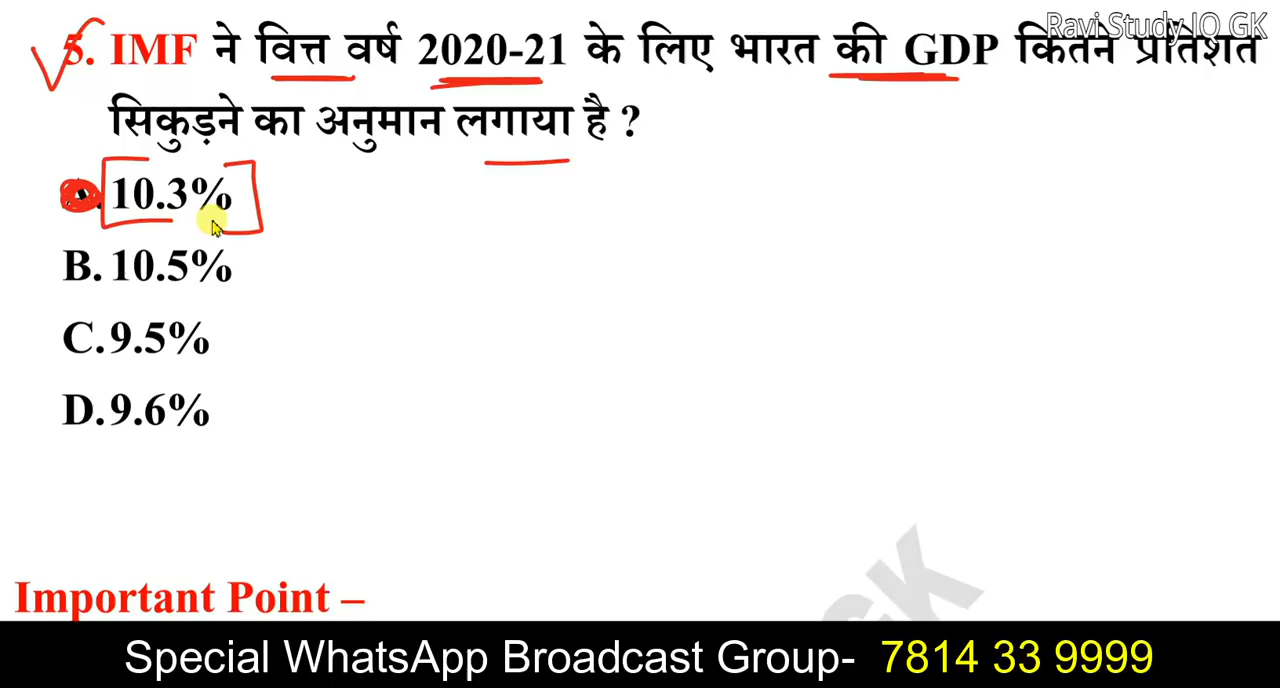 Ravi Study IQ GK
5. IMF ने वित्त वर्ष 2020-21 के लिए भारत की GDP कितने प्रतिशत
सिकुड़ने का अनुमान लगाया है ?
10.3%
B. 10.5%
C. 9.5%
D. 9.6%
GK
Important Point –
Special WhatsApp Broadcast Group- 7814 33 9999